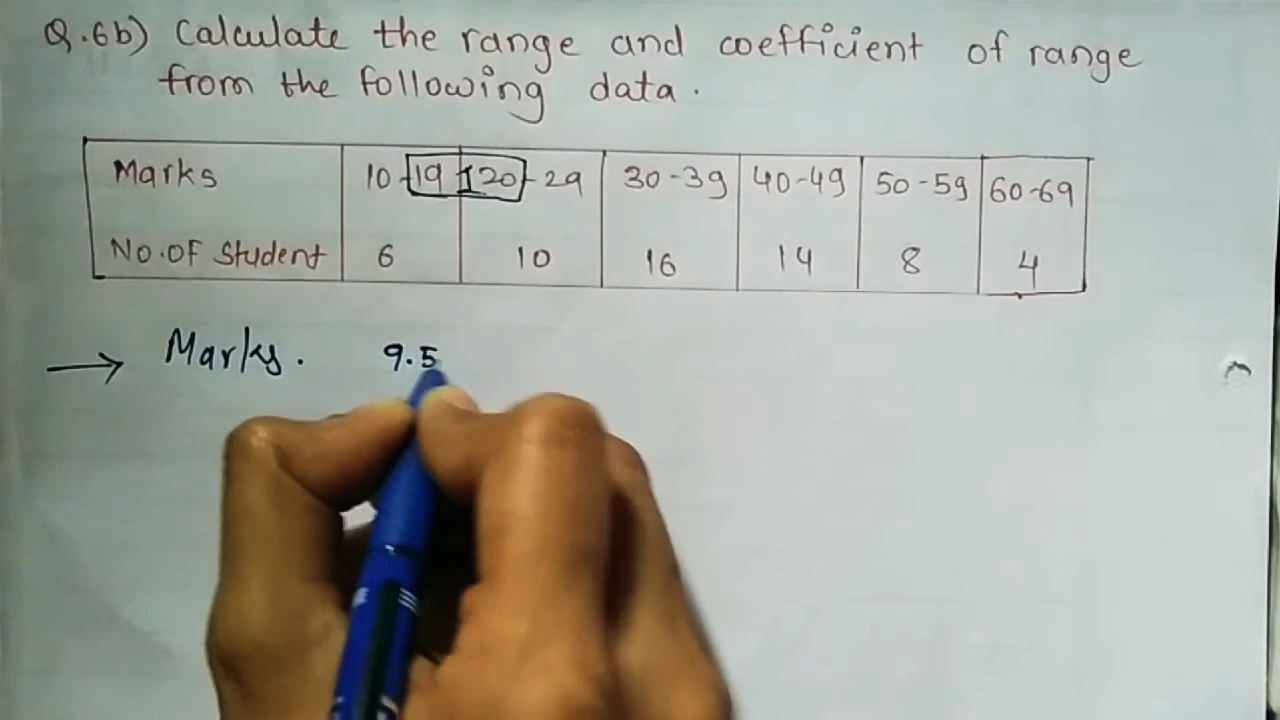 Q.6b) Calculate the range and coefficient of range
from the following data.
Marks 10-19 20-29 30-39 40-49 50-59 60-69
No.Of Student 6 10 16 14 8 4
→ Marks. 9.5